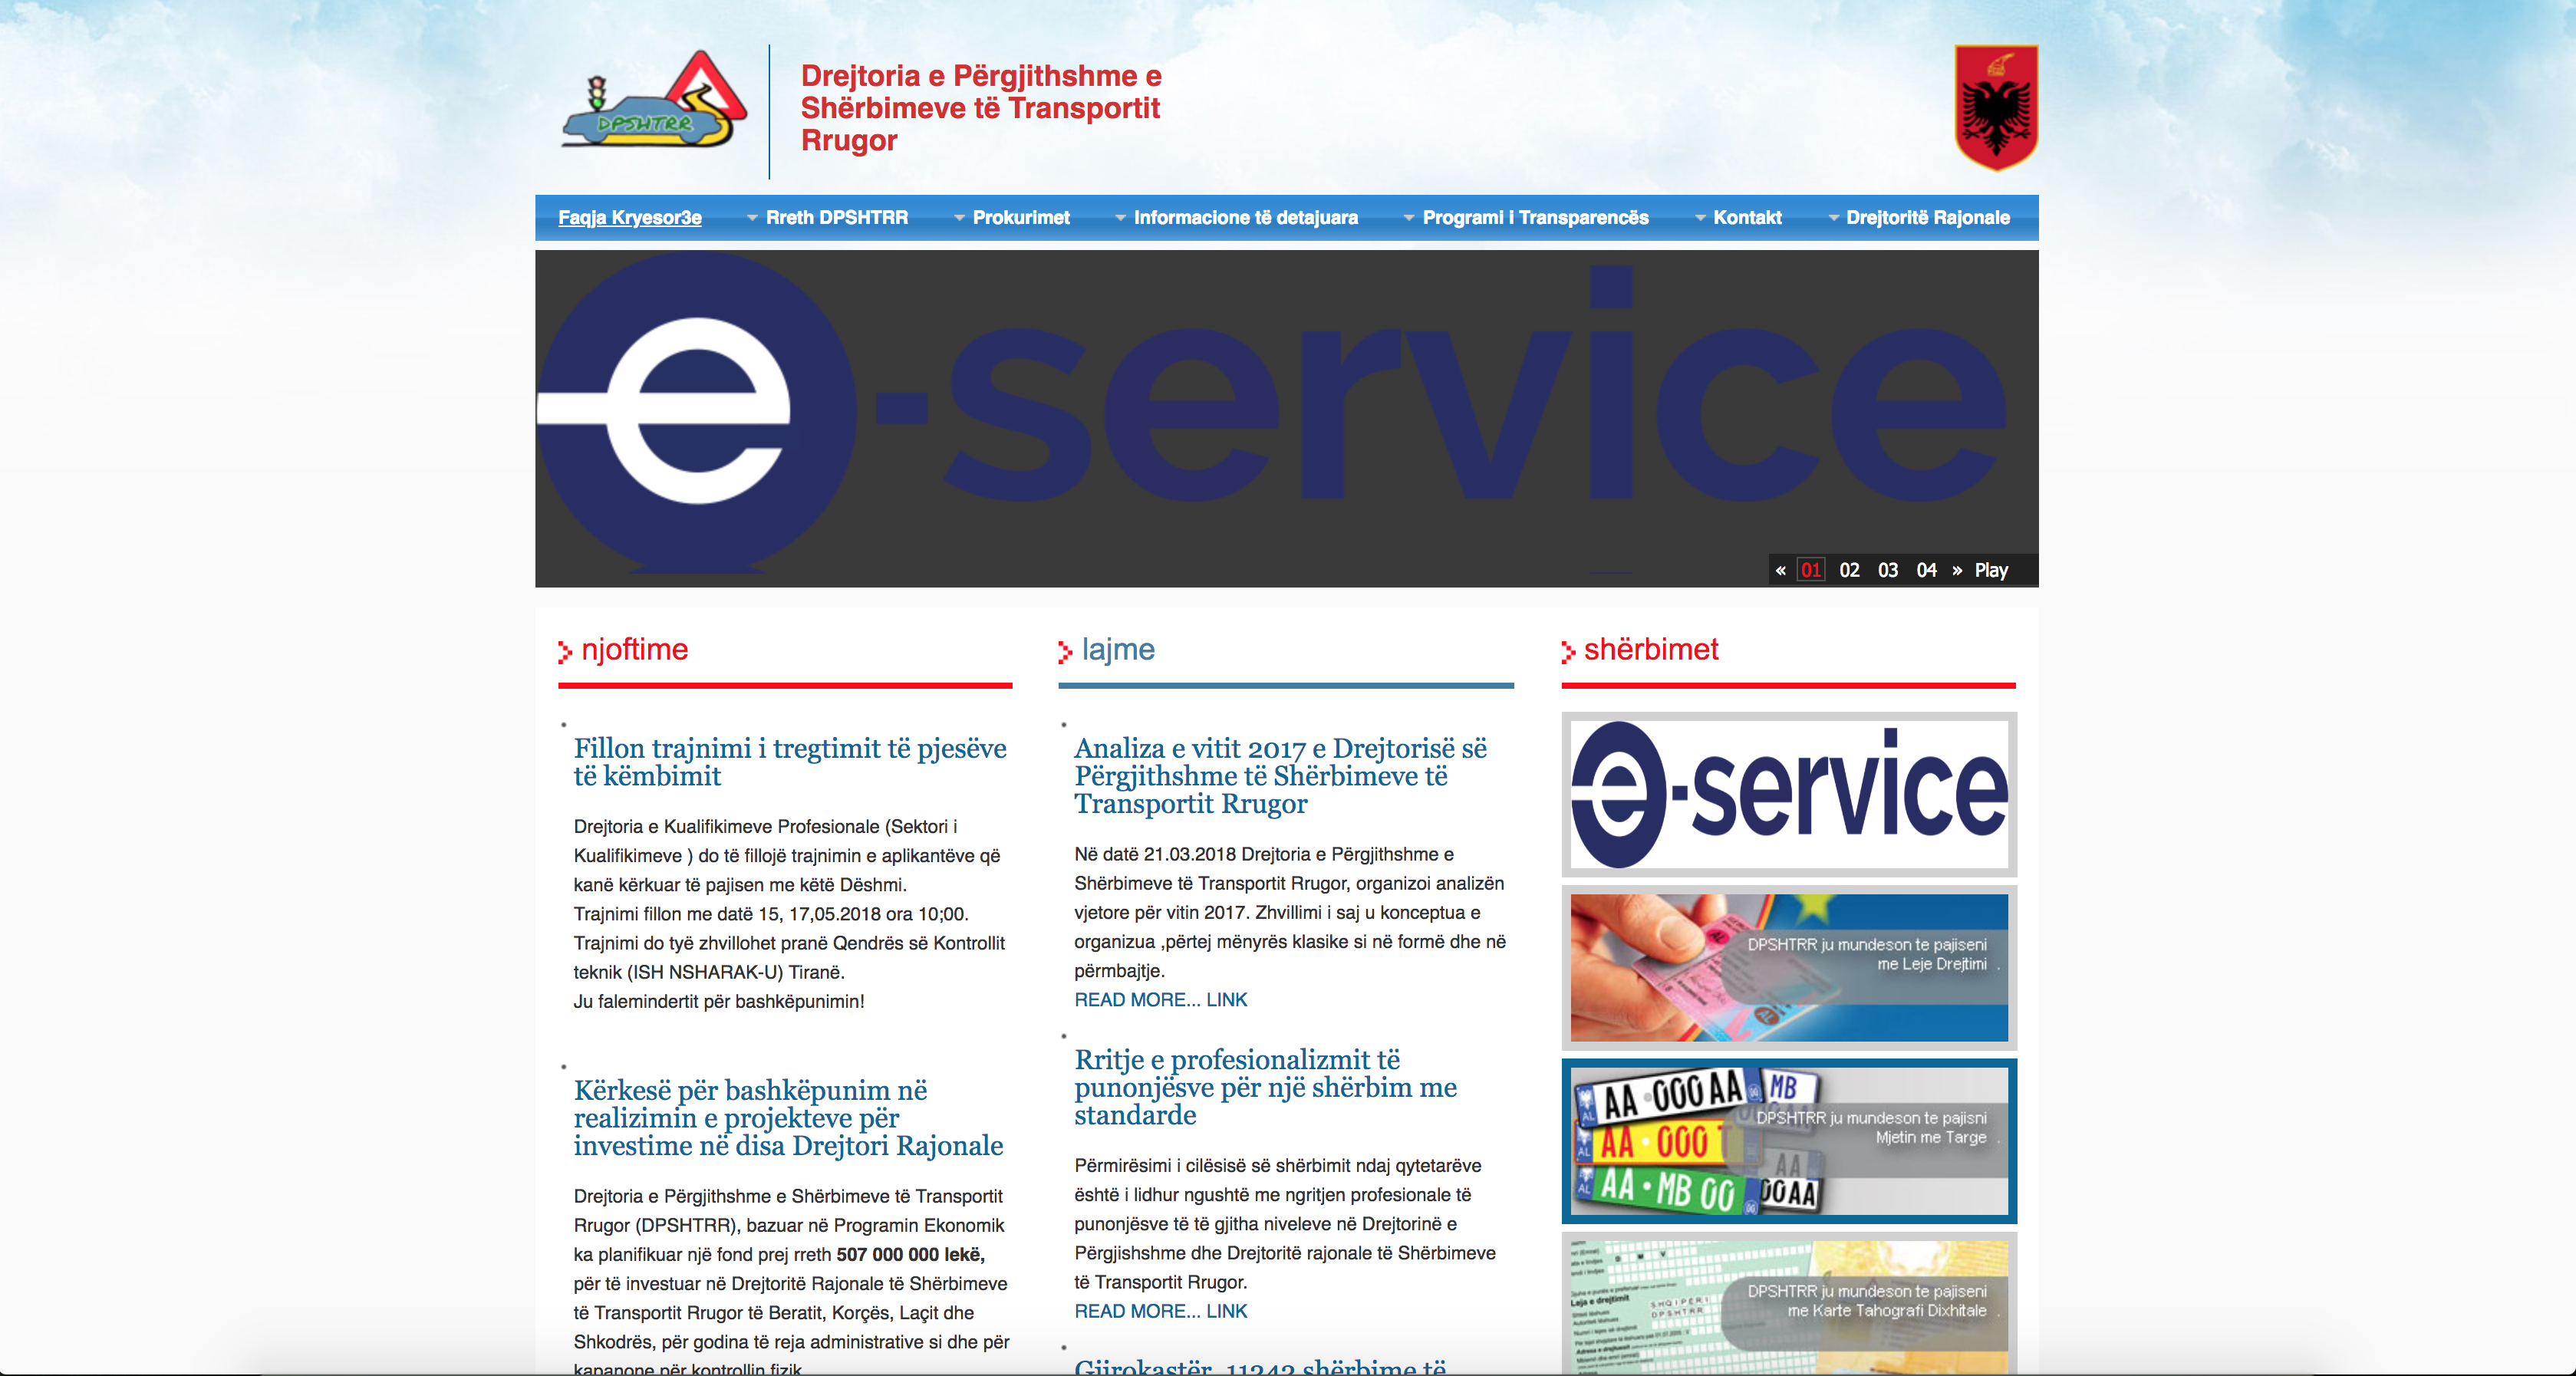 DPSHTRR
Drejtoria e Përgjithshme e
Shërbimeve të Transportit
Rrugor
Faqja Kryesor3e
Rreth DPSHTRR
Prokurimet
Informacione të detajuara
Programi i Transparencës
Kontakt
Drejtoritë Rajonale
e-service
« 01 02 03 04 » Play
njoftime
Fillon trajnimi i tregtimit të pjesëve
të këmbimit
Drejtoria e Kualifikimeve Profesionale (Sektori i
Kualifikimeve ) do të fillojë trajnimin e aplikantëve që
kanë kërkuar të pajisen me këtë Dëshmi.
Trajnimi fillon me datë 15, 17,05.2018 ora 10;00.
Trajnimi do tyë zhvillohet pranë Qendrës së Kontrollit
teknik (ISH NSHARAK-U) Tiranë.
Ju falemindertit për bashkëpunimin!
Kërkesë për bashkëpunim në
realizimin e projekteve për
investime në disa Drejtori Rajonale
Drejtoria e Përgjithshme e Shërbimeve të Transportit
Rrugor (DPSHTRR), bazuar në Programin Ekonomik
ka planifikuar një fond prej rreth 507 000 000 lekë,
për të investuar në Drejtoritë Rajonale të Shërbimeve
të Transportit Rrugor të Beratit, Korçës, Laçit dhe
Shkodrës, për godina të reja administrative si dhe për
kapanone për kontrollin fizik
lajme
Analiza e vitit 2017 e Drejtorisë së
Përgjithshme të Shërbimeve të
Transportit Rrugor
Në datë 21.03.2018 Drejtoria e Përgjithshme e
Shërbimeve të Transportit Rrugor, organizoi analizën
vjetore për vitin 2017. Zhvillimi i saj u konceptua e
organizua ,përtej mënyrës klasike si në formë dhe në
përmbajtje.
READ MORE... LINK
Rritje e profesionalizmit të
punonjësve për një shërbim me
standarde
Përmirësimi i cilësisë së shërbimit ndaj qytetarëve
është i lidhur ngushtë me ngritjen profesionale të
punonjësve të të gjitha niveleve në Drejtorinë e
Përgjishshme dhe Drejtoritë rajonale të Shërbimeve
të Transportit Rrugor.
READ MORE... LINK
Gjirokastër, 11242 shërbime të
shërbimet
e-service
DPSHTRR ju mundeson te pajiseni
me Leje Drejtimi .
AL
AA 000 AA
MB
AA 000 T
AA MB 00
AA
00AA
DPSHTRR ju mundeson te pajisni
Mjetin me Targe .
DPSHTRR ju mundeson te pajiseni
me Karte Tahografi Dixhitale .
Leja e drejtimit
SHQIPERI
DPSHTRR